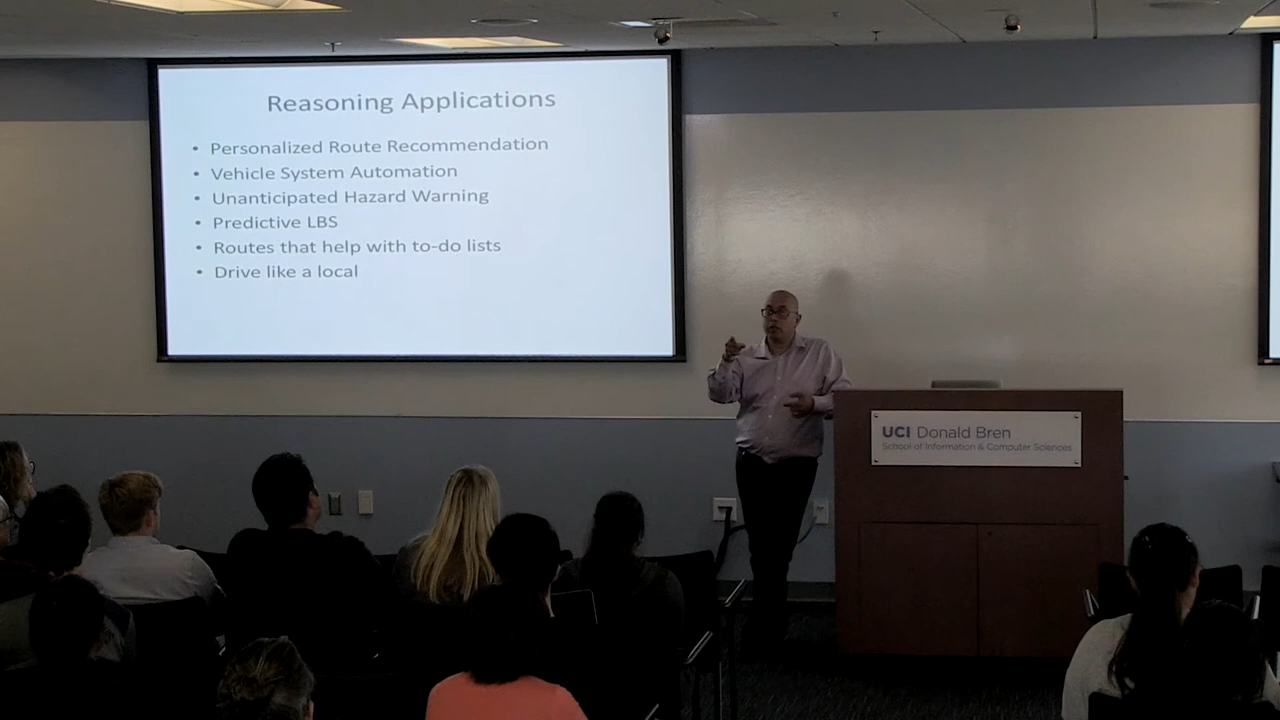 Reasoning Applications
• Personalized Route Recommendation
• Vehicle System Automation
• Unanticipated Hazard Warning
• Predictive LBS
• Routes that help with to-do lists
• Drive like a local
UCI Donald Bren
School of Information & Computer Sciences